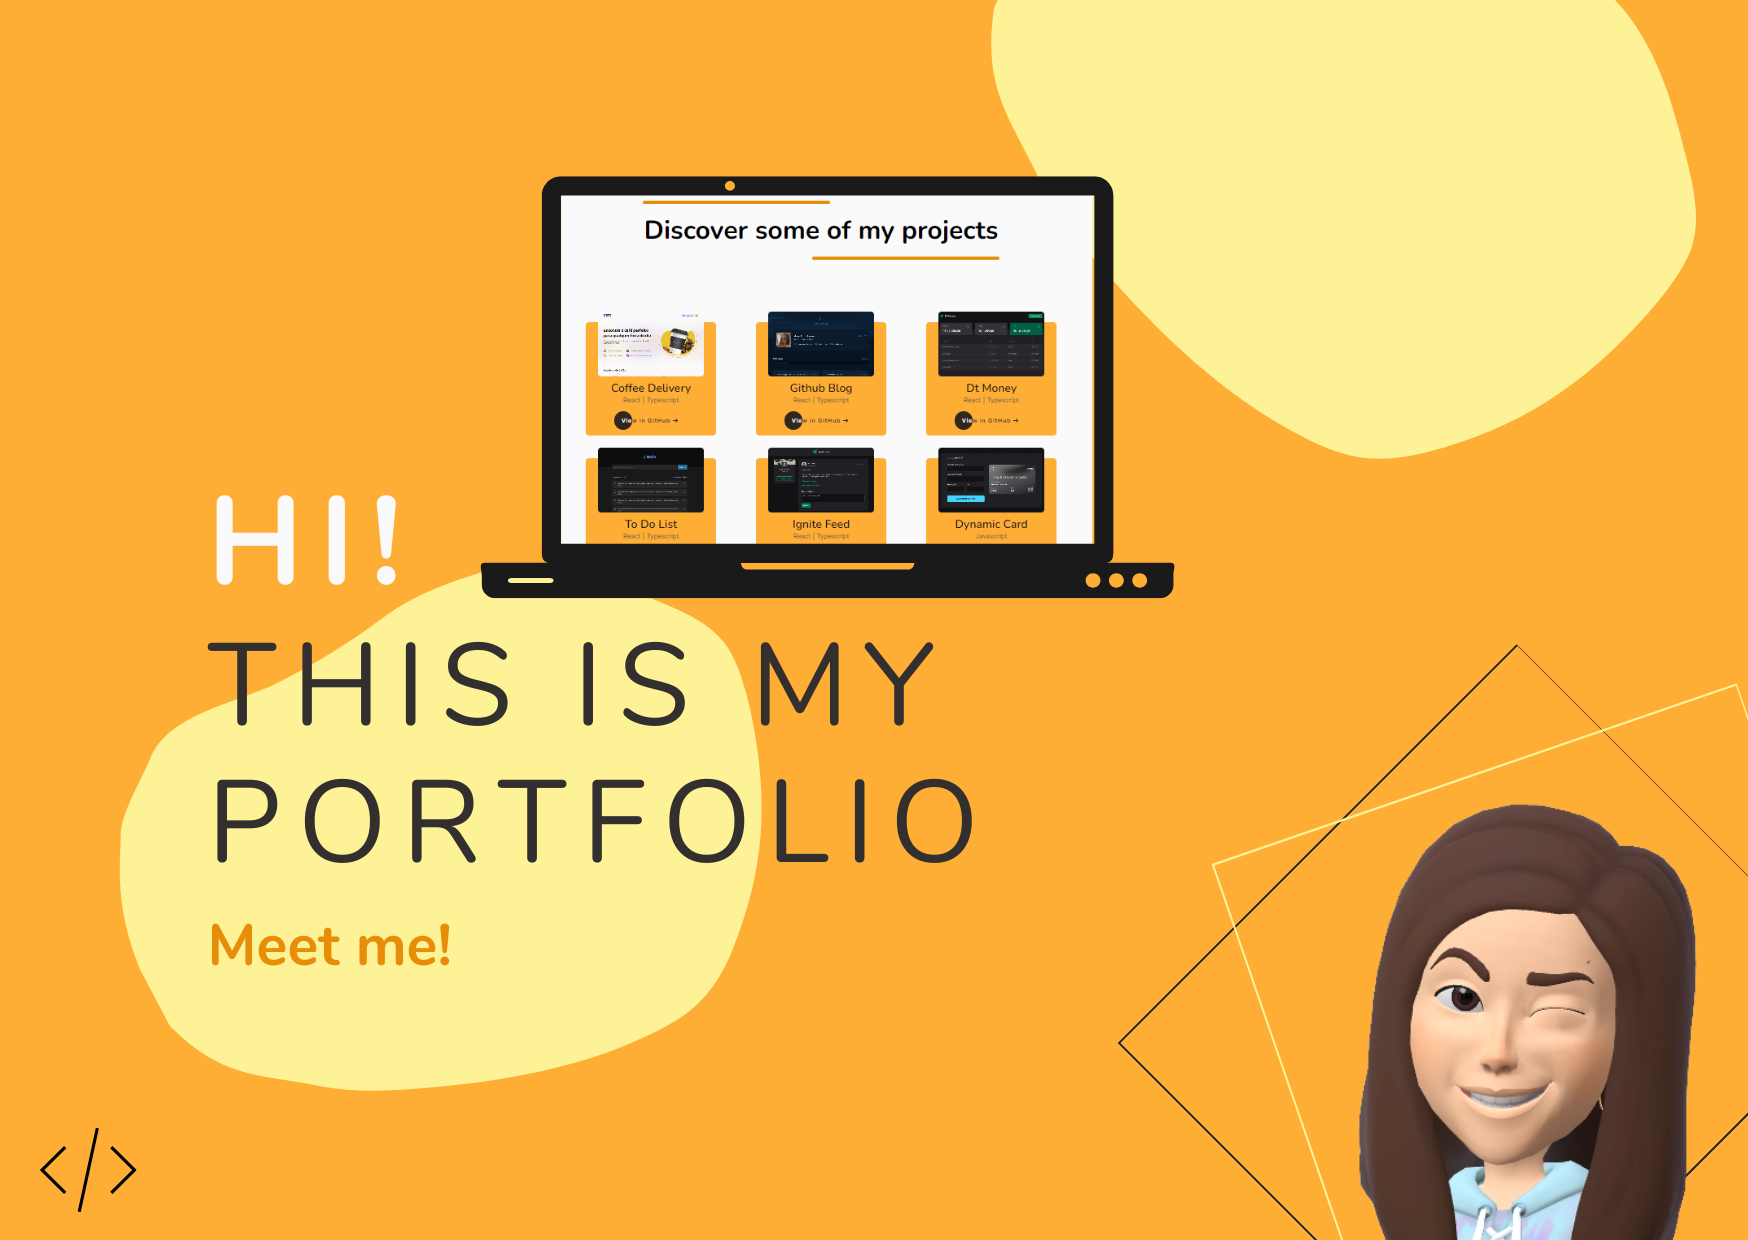 Discover some of my projects
Coffee Delivery
React | Typescript
View in GitHub →
Github Blog
React | Typescript
View in GitHub →
Dt Money
React | Typescript
View in GitHub →
To Do List
React | Typescript
Ignite Feed
React | Typescript
Dynamic Card
Javascript
HI!
THIS IS MY
PORTFOLIO
Meet me!